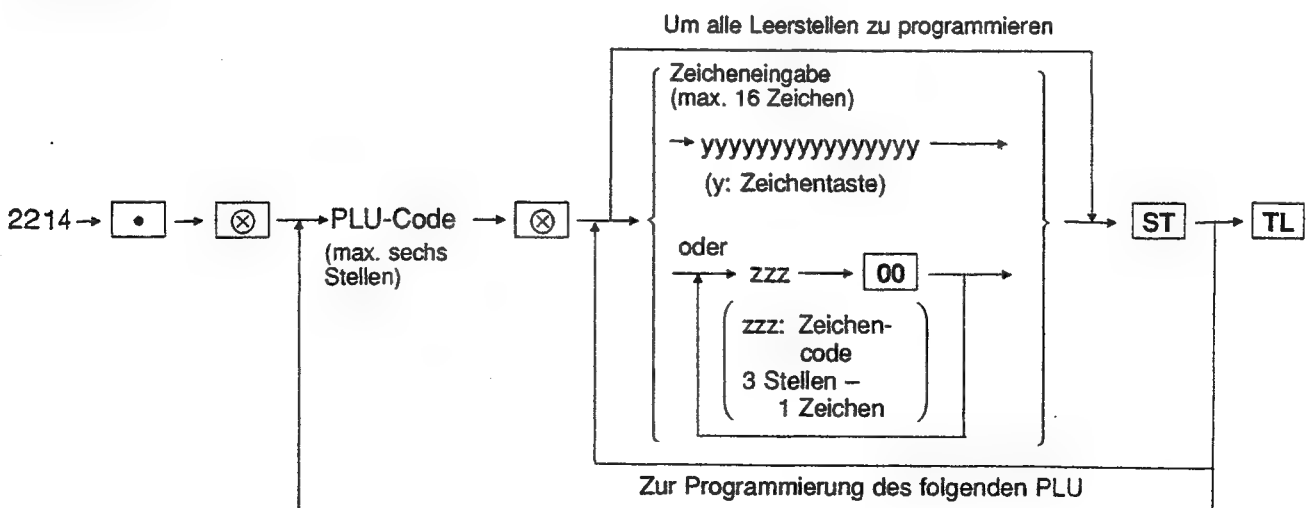 Um alle Leerstellen zu programmieren
Zeicheneingabe
(max. 16 Zeichen)
yyyyyyyyyyyyyyyy
(y: Zeichentaste)
2214 • ⊗ PLU-Code ⊗ ST TL
(max. sechs
Stellen)
oder
zzz 00
zzz: Zeichen-
code
3 Stellen –
1 Zeichen
Zur Programmierung des folgenden PLU